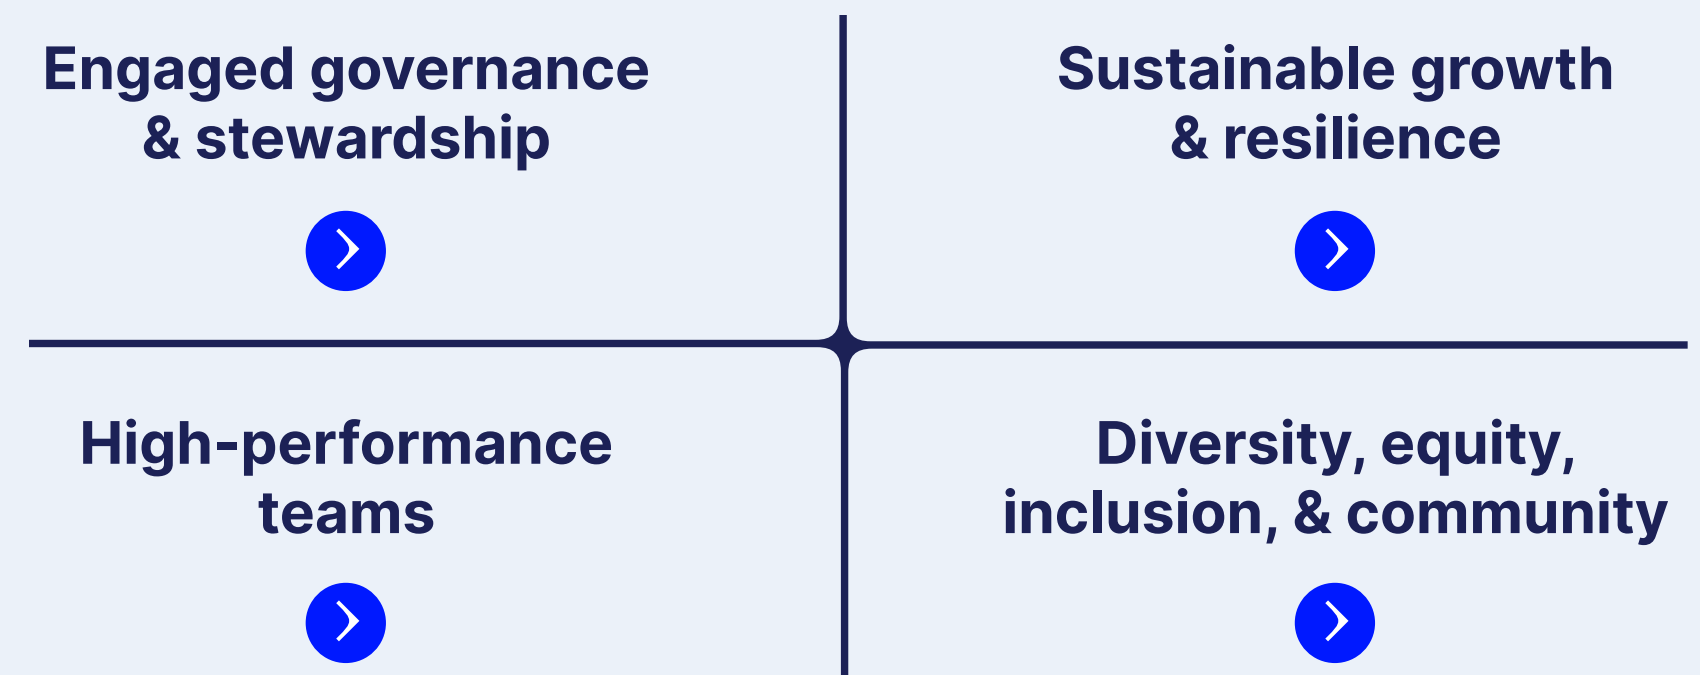 Engaged governance
& stewardship
Sustainable growth
& resilience
High-performance
teams
Diversity, equity,
inclusion, & community